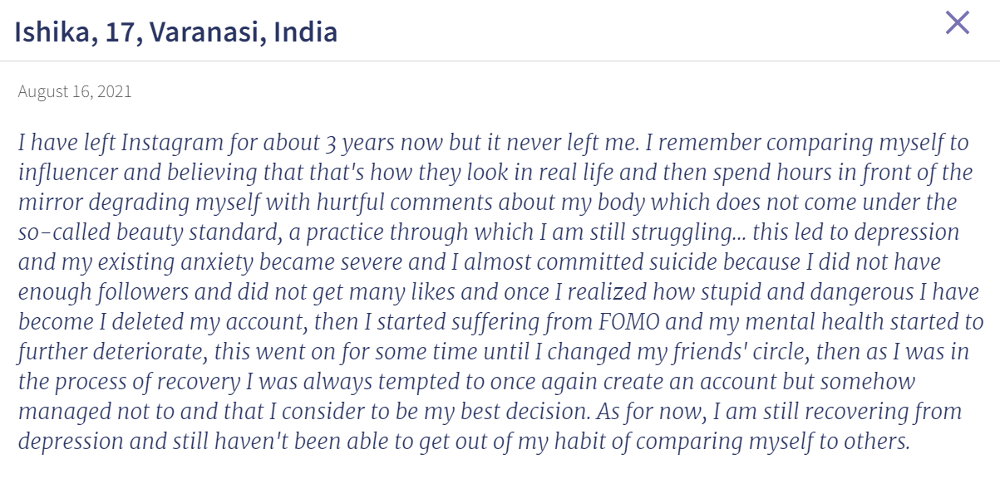 Ishika, 17, Varanasi, India
August 16, 2021
I have left Instagram for about 3 years now but it never left me. I remember comparing myself to
influencer and believing that that's how they look in real life and then spend hours in front of the
mirror degrading myself with hurtful comments about my body which does not come under the
so-called beauty standard, a practice through which I am still struggling... this led to depression
and my existing anxiety became severe and I almost committed suicide because I did not have
enough followers and did not get many likes and once I realized how stupid and dangerous I have
become I deleted my account, then I started suffering from FOMO and my mental health started to
further deteriorate, this went on for some time until I changed my friends' circle, then as I was in
the process of recovery I was always tempted to once again create an account but somehow
managed not to and that I consider to be my best decision. As for now, I am still recovering from
depression and still haven't been able to get out of my habit of comparing myself to others.